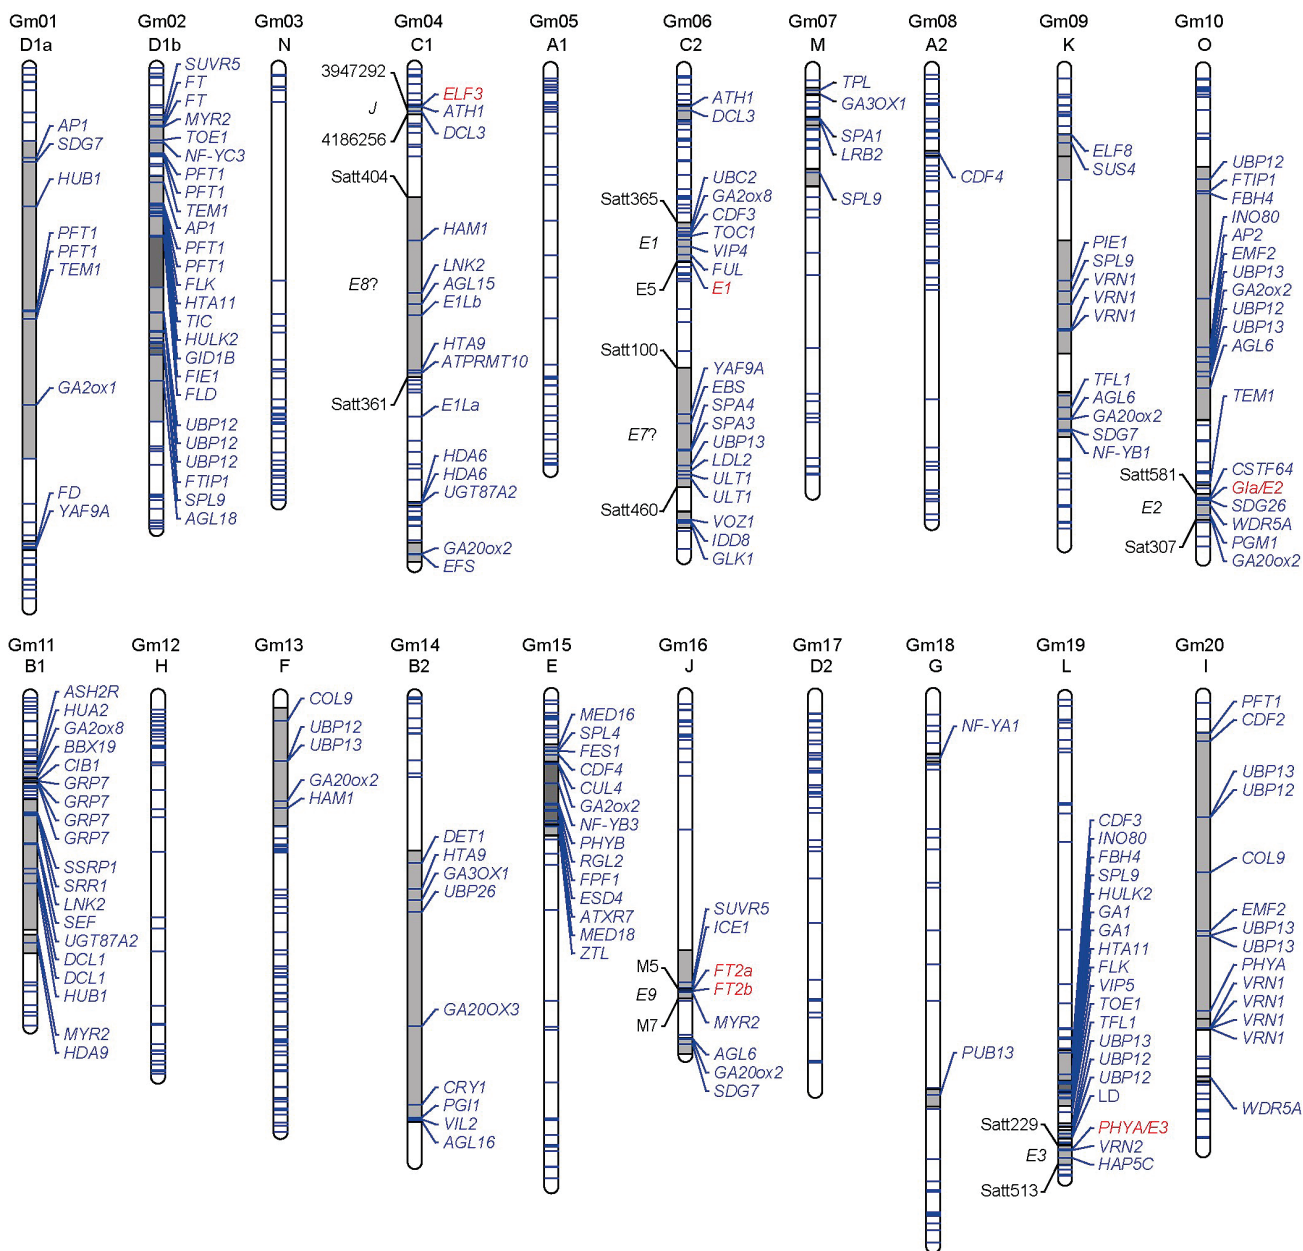 Gm01
D1a
AP1
SDG7
HUB1
PFT1
PFT1
TEM1
GA2ox1
FD
YAF9A
Gm02
D1b
SUVR5
FT
FT
MYR2
TOE1
NF-YC3
PFT1
PFT1
TEM1
AP1
PFT1
PFT1
FLK
HTA11
TIC
HULK2
GID1B
FIE1
FLD
UBP12
UBP12
UBP12
FTIP1
SPL9
AGL18
Gm03
N
Gm04
C1
3947292
J
4186256
Satt404
E8?
Satt361
ELF3
ATH1
DCL3
HAM1
LNK2
AGL15
E1Lb
HTA9
ATPRMT10
E1La
HDA6
HDA6
UGT87A2
GA20ox2
EFS
Gm05
A1
Gm06
C2
Satt365
E1
E5
Satt100
E7?
Satt460
ATH1
DCL3
UBC2
GA2ox8
CDF3
TOC1
VIP4
FUL
E1
YAF9A
EBS
SPA4
SPA3
UBP13
LDL2
ULT1
ULT1
VOZ1
IDD8
GLK1
Gm07
M
TPL
GA3OX1
SPA1
LRB2
SPL9
Gm08
A2
CDF4
Gm09
K
ELF8
SUS4
PIE1
SPL9
VRN1
VRN1
VRN1
TFL1
AGL6
GA20ox2
SDG7
NF-YB1
Gm10
O
Satt581
E2
Sat307
UBP12
FTIP1
FBH4
INO80
AP2
EMF2
UBP13
GA2ox2
UBP12
UBP13
AGL6
TEM1
CSTF64
GIa/E2
SDG26
WDR5A
PGM1
GA20ox2
Gm11
B1
ASH2R
HUA2
GA2ox8
BBX19
CIB1
GRP7
GRP7
GRP7
GRP7
SSRP1
SRR1
LNK2
SEF
UGT87A2
DCL1
DCL1
HUB1
MYR2
HDA9
Gm12
H
Gm13
F
COL9
UBP12
UBP13
GA20ox2
HAM1
Gm14
B2
DET1
HTA9
GA3OX1
UBP26
GA20OX3
CRY1
PGI1
VIL2
AGL16
Gm15
E
MED16
SPL4
FES1
CDF4
CUL4
GA2ox2
NF-YB3
PHYB
RGL2
FPF1
ESD4
ATXR7
MED18
ZTL
Gm16
J
M5
E9
M7
SUVR5
ICE1
FT2a
FT2b
MYR2
AGL6
GA20ox2
SDG7
Gm17
D2
Gm18
G
NF-YA1
PUB13
Gm19
L
Satt229
E3
Satt513
CDF3
INO80
FBH4
SPL9
HULK2
GA1
GA1
HTA11
FLK
VIP5
TOE1
TFL1
UBP13
UBP12
UBP12
LD
PHYA/E3
VRN2
HAP5C
Gm20
I
PFT1
CDF2
UBP13
UBP12
COL9
EMF2
UBP13
UBP13
PHYA
VRN1
VRN1
VRN1
VRN1
WDR5A